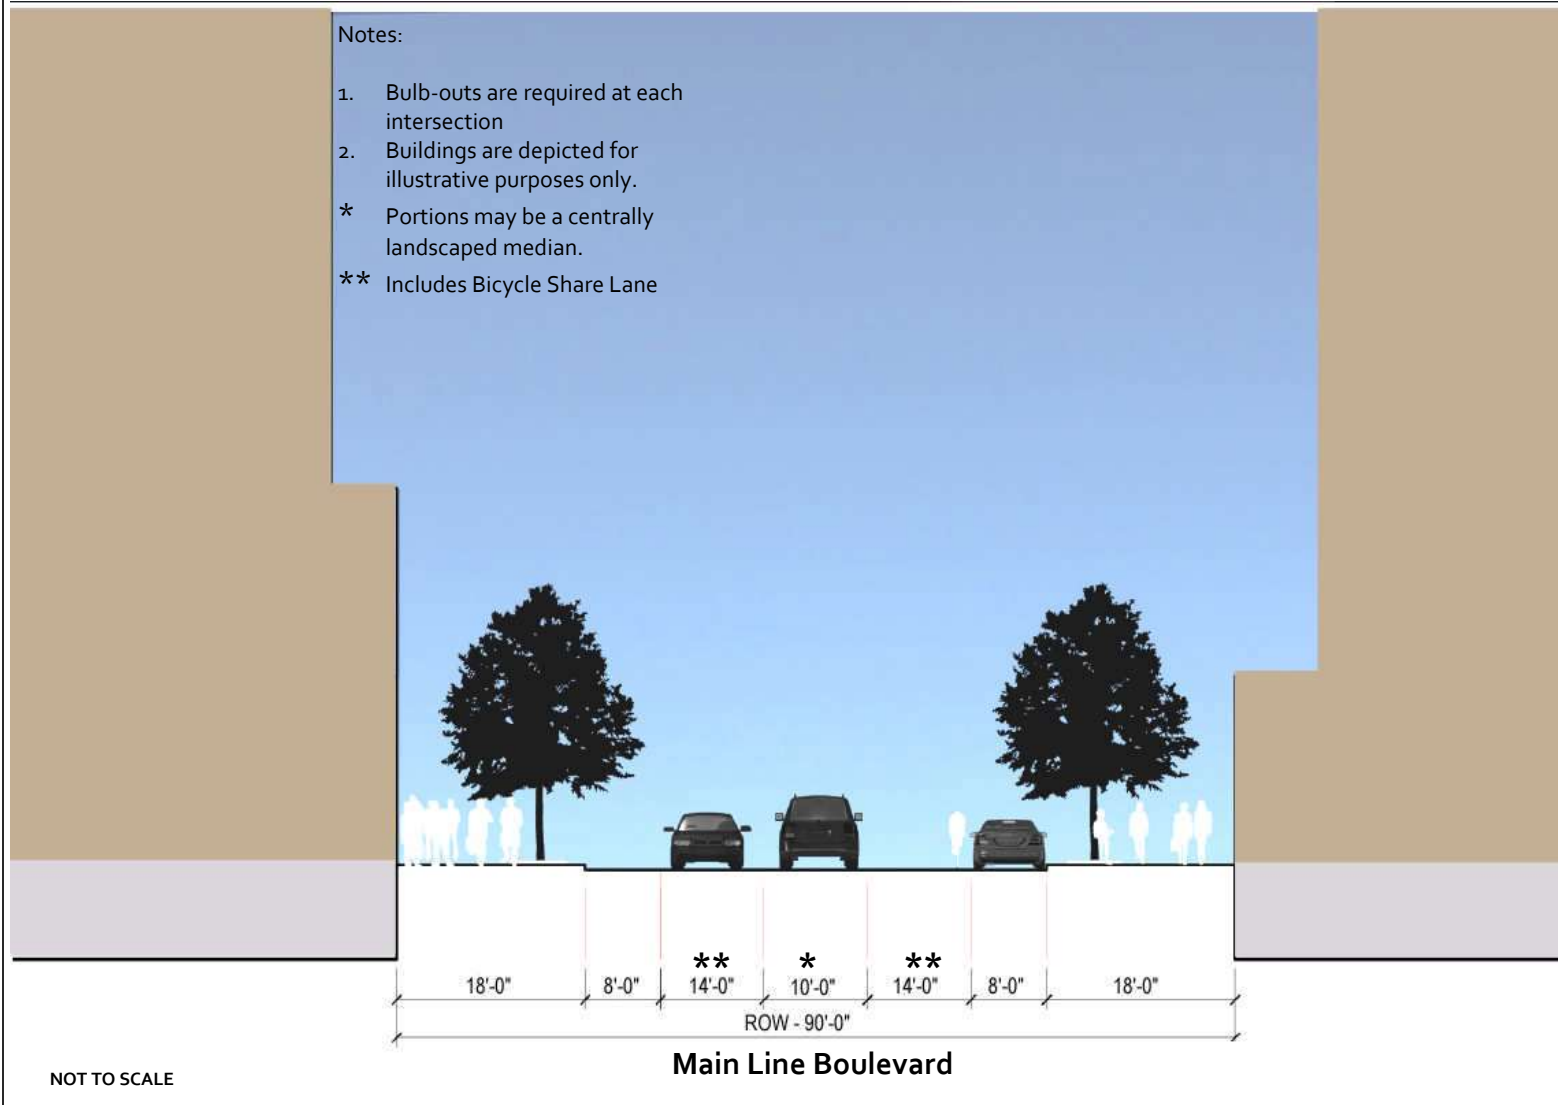 Notes:
1. Bulb-outs are required at each
intersection
2. Buildings are depicted for
illustrative purposes only.
* Portions may be a centrally
landscaped median.
** Includes Bicycle Share Lane
** * **
18'-0" 8'-0" 14'-0" 10'-0" 14'-0" 8'-0" 18'-0"
ROW - 90'-0"
Main Line Boulevard
NOT TO SCALE